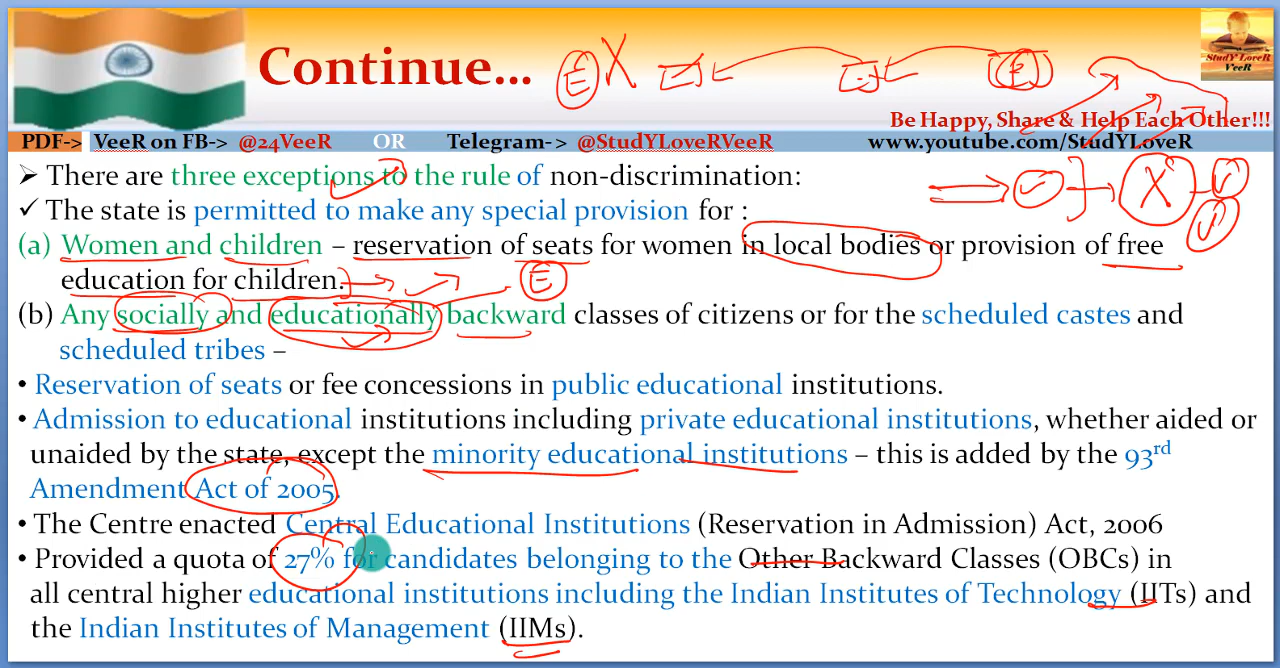 Continue...
E X E
StudY LoveR
VeeR
Be Happy, Share & Help Each Other!!!
PDF-> VeeR on FB-> @24VeeR OR Telegram-> @StudYLoveRVeeR www.youtube.com/StudYLoveR
➢ There are three exceptions to the rule of non-discrimination:
✓ The state is permitted to make any special provision for :
X
(a) Women and children – reservation of seats for women in local bodies or provision of free
education for children. E
(b) Any socially and educationally backward classes of citizens or for the scheduled castes and
scheduled tribes –
• Reservation of seats or fee concessions in public educational institutions.
• Admission to educational institutions including private educational institutions, whether aided or
unaided by the state, except the minority educational institutions – this is added by the 93rd
Amendment Act of 2005.
• The Centre enacted Central Educational Institutions (Reservation in Admission) Act, 2006
• Provided a quota of 27% for candidates belonging to the Other Backward Classes (OBCs) in
all central higher educational institutions including the Indian Institutes of Technology (IITs) and
the Indian Institutes of Management (IIMs).